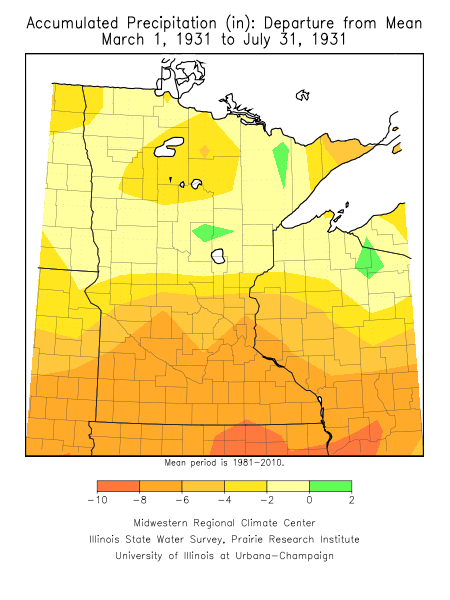 Accumulated Precipitation (in): Departure from Mean
March 1, 1931 to July 31, 1931
Mean period is 1981-2010.
-10 -8 -6 -4 -2 0 2
Midwestern Regional Climate Center
Illinois State Water Survey, Prairie Research Institute
University of Illinois at Urbana-Champaign